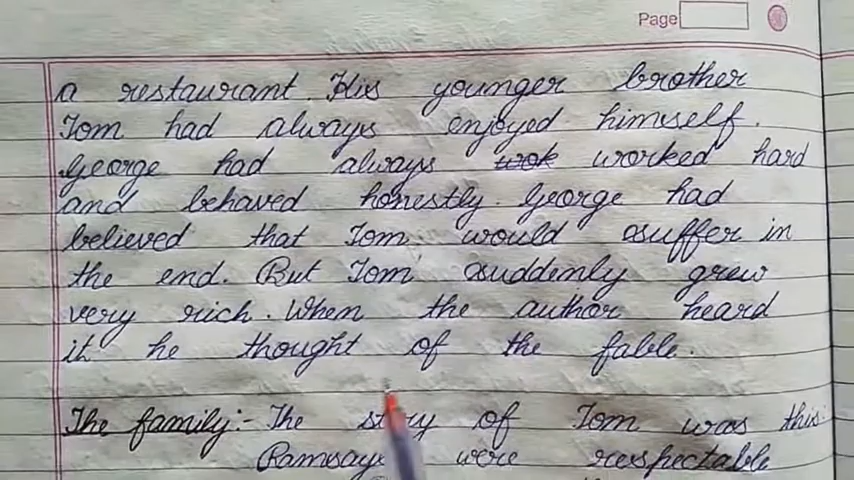 Page
a restaurant. His younger brother
Tom had always enjoyed himself.
George had always worked hard
and behaved honestly. George had
believed that Tom would suffer in
the end. But Tom suddenly grew
very rich. When the author heard
it he thought of the fable.
The family:- The story of Tom was this:
Ramsays were respectable